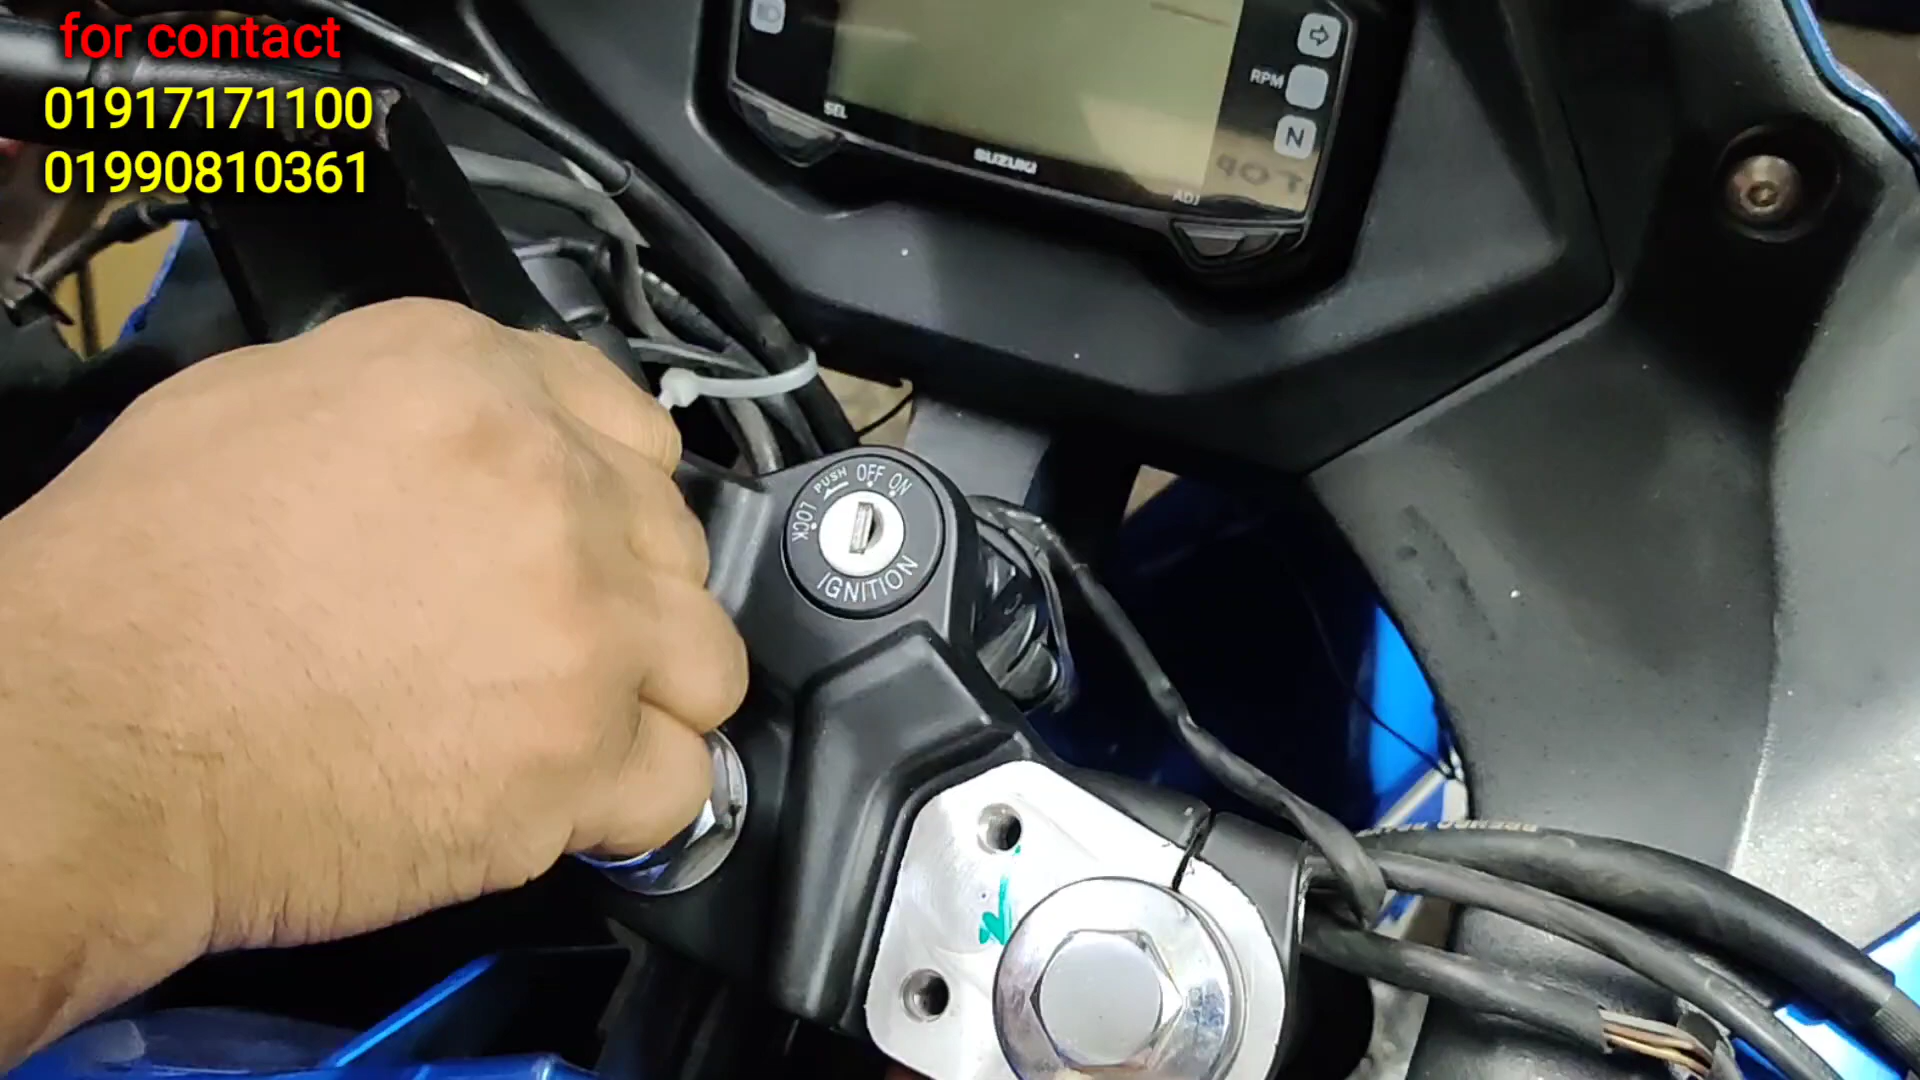 for contact
01917171100
01990810361
SEL
RPM
N
SUZUKI
ADJ
PUSH
OFF
ON
LOCK
IGNITION